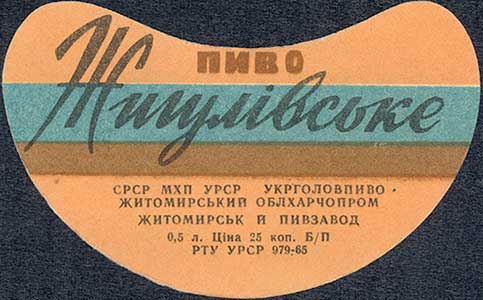 ПИВО
Жигулівське
СРСР МХП УРСР УКРГОЛОВПИВО ·
ЖИТОМИРСЬКИЙ ОБЛХАРЧОПРОМ
ЖИТОМИРСЬК Й ПИВЗАВОД
0,5 л. Ціна 25 коп. Б/П
РТУ УРСР 979-65